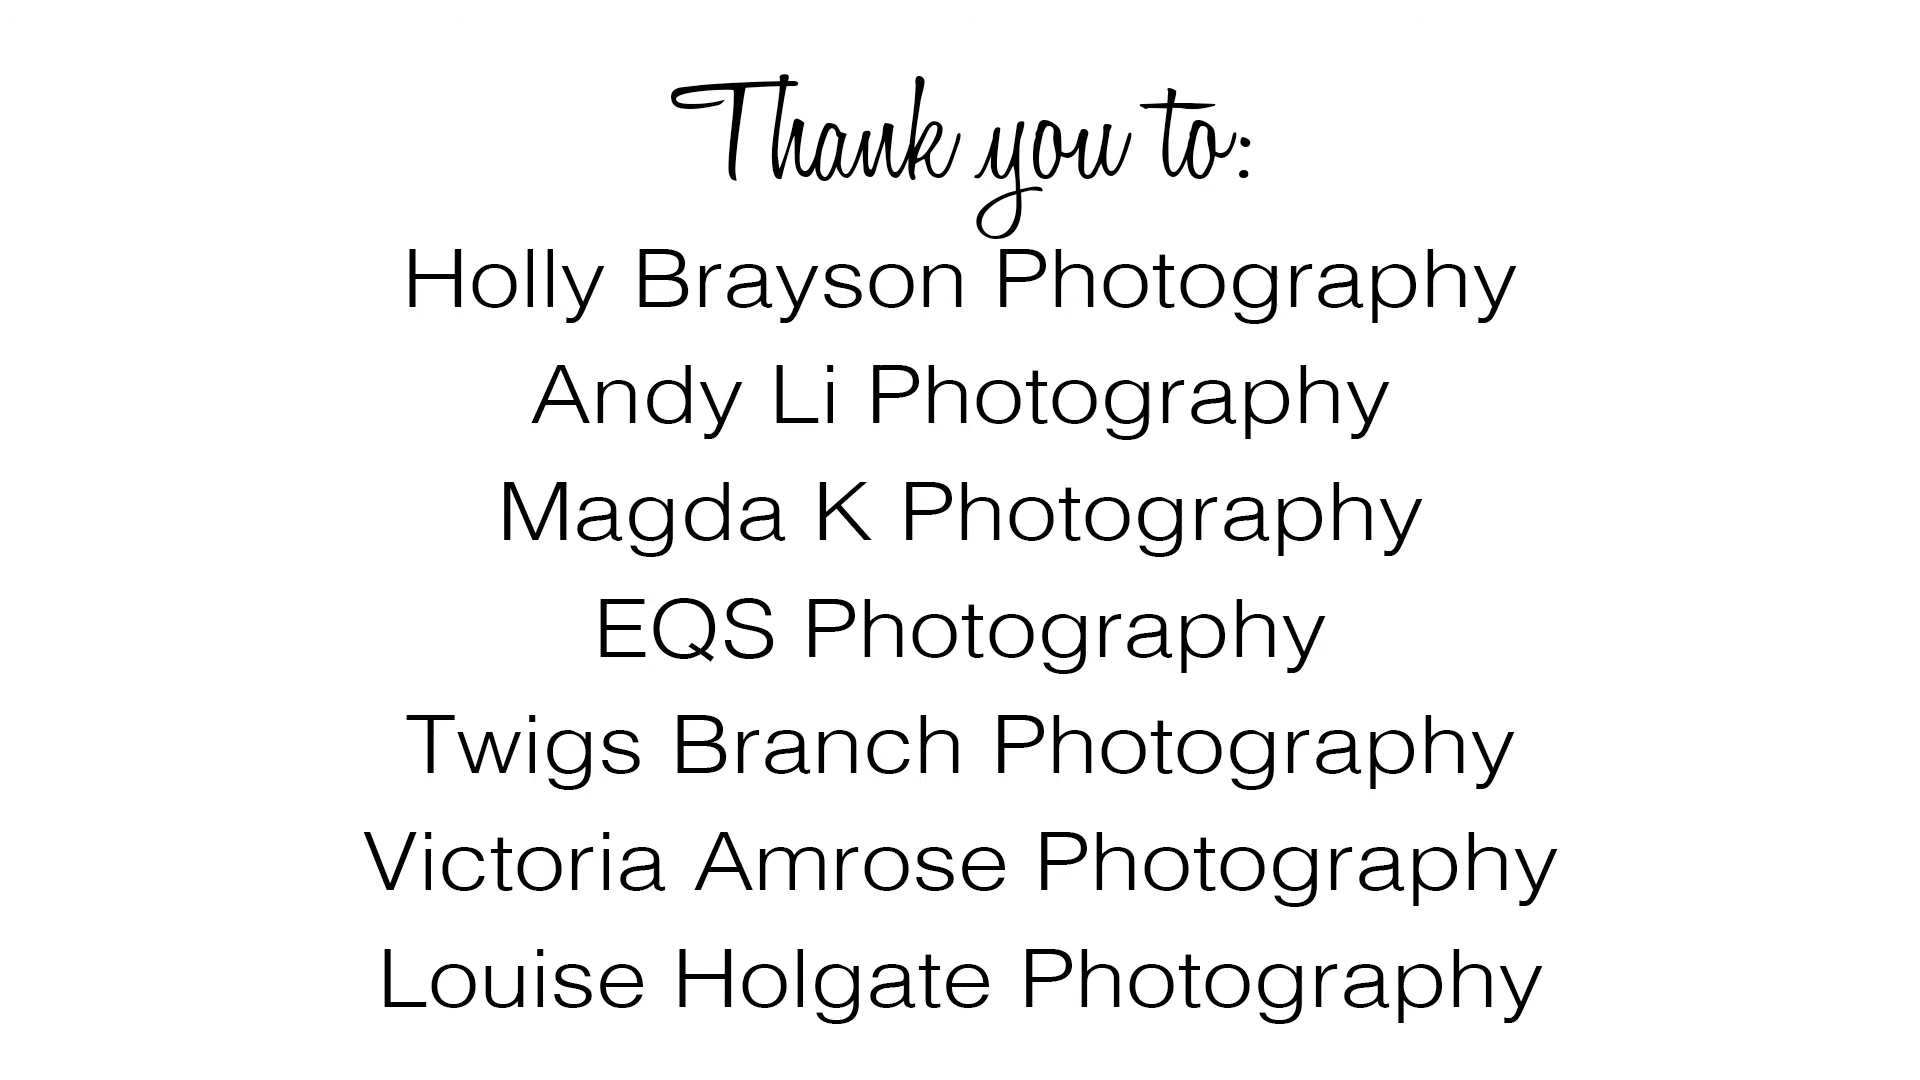 Thank you to:
Holly Brayson Photography
Andy Li Photography
Magda K Photography
EQS Photography
Twigs Branch Photography
Victoria Amrose Photography
Louise Holgate Photography